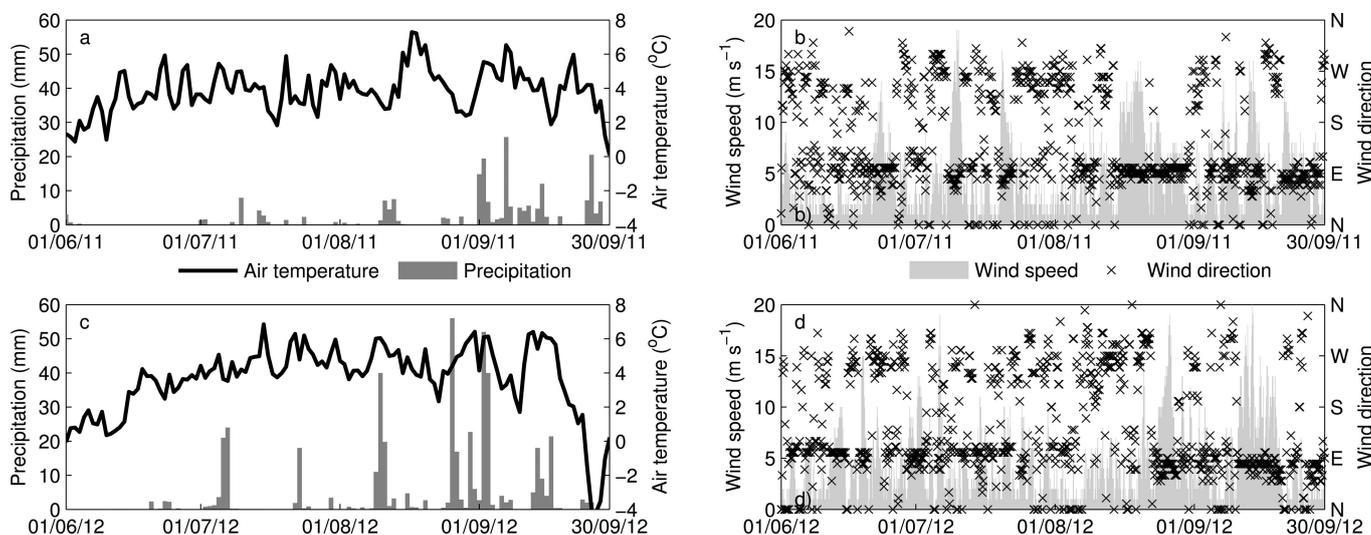 60
50
40
30
20
10
0
Precipitation (mm)
a
8
6
4
2
0
−2
−4
Air temperature (°C)
01/06/11 01/07/11 01/08/11 01/09/11 30/09/11
20
15
10
5
0
Wind speed (m s−1)
b
b)
N
W
S
E
N
Wind direction
01/06/11 01/07/11 01/08/11 01/09/11 30/09/11
Air temperature Precipitation
Wind speed × Wind direction
60
50
40
30
20
10
0
Precipitation (mm)
c
8
6
4
2
0
−2
−4
Air temperature (°C)
01/06/12 01/07/12 01/08/12 01/09/12 30/09/12
20
15
10
5
0
Wind speed (m s−1)
d
d)
N
W
S
E
N
Wind direction
01/06/12 01/07/12 01/08/12 01/09/12 30/09/12